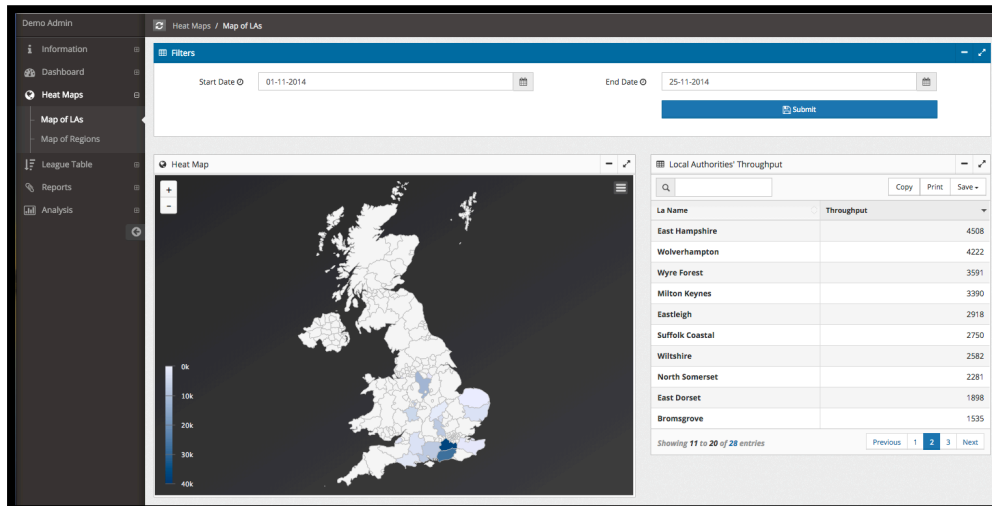 Demo Admin
Heat Maps / Map of LAs
Information
Dashboard
Heat Maps
Map of LAs
Map of Regions
League Table
Reports
Analysis
Filters
Start Date
01-11-2014
End Date
25-11-2014
Submit
Heat Map
+
-
0k
10k
20k
30k
40k
Local Authorities' Throughput
Copy Print Save
La Name Throughput
East Hampshire 4508
Wolverhampton 4222
Wyre Forest 3591
Milton Keynes 3390
Eastleigh 2918
Suffolk Coastal 2750
Wiltshire 2582
North Somerset 2281
East Dorset 1898
Bromsgrove 1535
Showing 11 to 20 of 28 entries
Previous 1 2 3 Next